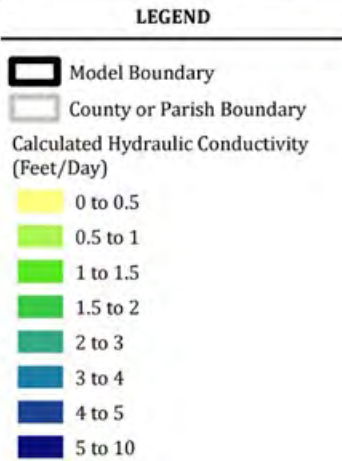 LEGEND
Model Boundary
County or Parish Boundary
Calculated Hydraulic Conductivity
(Feet/Day)
0 to 0.5
0.5 to 1
1 to 1.5
1.5 to 2
2 to 3
3 to 4
4 to 5
5 to 10